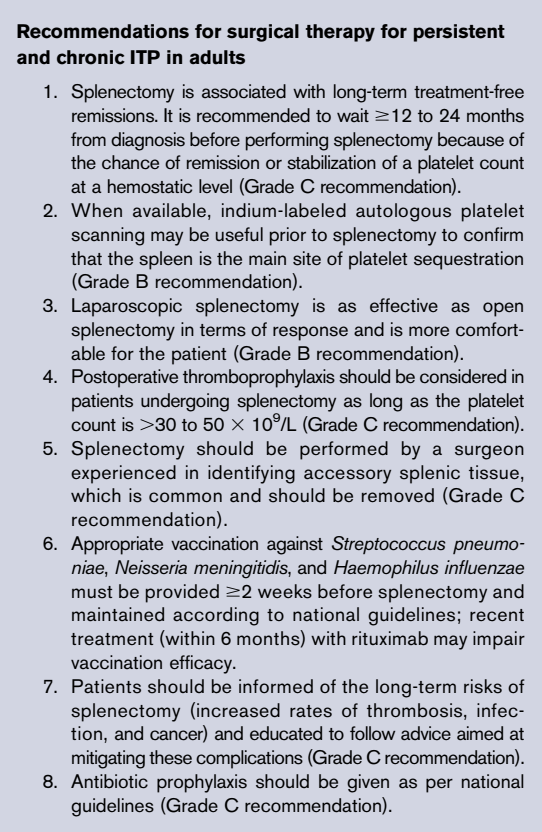 Recommendations for surgical therapy for persistent
and chronic ITP in adults
1. Splenectomy is associated with long-term treatment-free
remissions. It is recommended to wait ≥12 to 24 months
from diagnosis before performing splenectomy because of
the chance of remission or stabilization of a platelet count
at a hemostatic level (Grade C recommendation).
2. When available, indium-labeled autologous platelet
scanning may be useful prior to splenectomy to confirm
that the spleen is the main site of platelet sequestration
(Grade B recommendation).
3. Laparoscopic splenectomy is as effective as open
splenectomy in terms of response and is more comfort-
able for the patient (Grade B recommendation).
4. Postoperative thromboprophylaxis should be considered in
patients undergoing splenectomy as long as the platelet
count is >30 to 50 × 10⁹/L (Grade C recommendation).
5. Splenectomy should be performed by a surgeon
experienced in identifying accessory splenic tissue,
which is common and should be removed (Grade C
recommendation).
6. Appropriate vaccination against Streptococcus pneumo-
niae, Neisseria meningitidis, and Haemophilus influenzae
must be provided ≥2 weeks before splenectomy and
maintained according to national guidelines; recent
treatment (within 6 months) with rituximab may impair
vaccination efficacy.
7. Patients should be informed of the long-term risks of
splenectomy (increased rates of thrombosis, infec-
tion, and cancer) and educated to follow advice aimed at
mitigating these complications (Grade C recommendation).
8. Antibiotic prophylaxis should be given as per national
guidelines (Grade C recommendation).